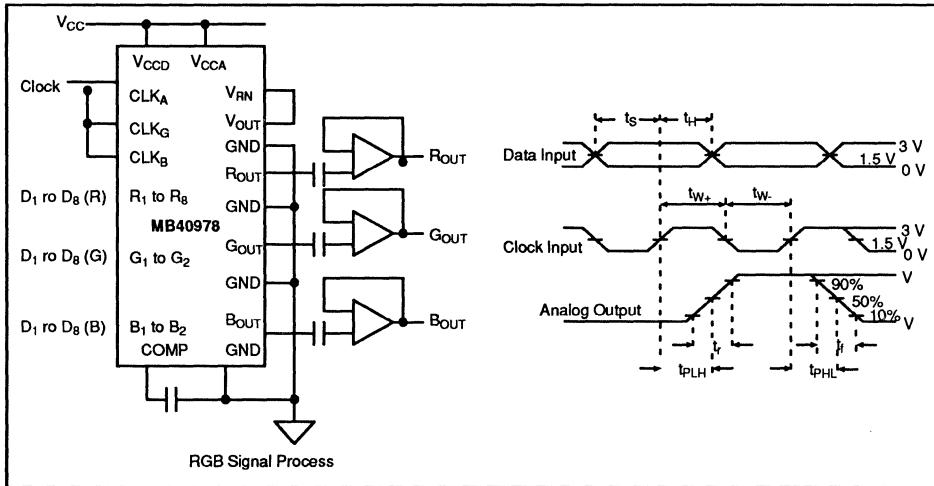 VCC
VCCD VCCA
Clock
CLKA
VRN
CLKG
VOUT
GND
CLKB
ROUT
ROUT
D1 ro D8 (R)
R1 to R8
GND
MB40978
GOUT
GOUT
D1 ro D8 (G)
G1 to G2
GND
BOUT
BOUT
D1 ro D8 (B)
B1 to B2
GND
COMP
RGB Signal Process
tS tH
Data Input
3 V
1.5 V
0 V
tW+ tW-
Clock Input
3 V
1.5 V
0 V
Analog Output
V
90%
50%
10%
V
tr tf
tPLH tPHL